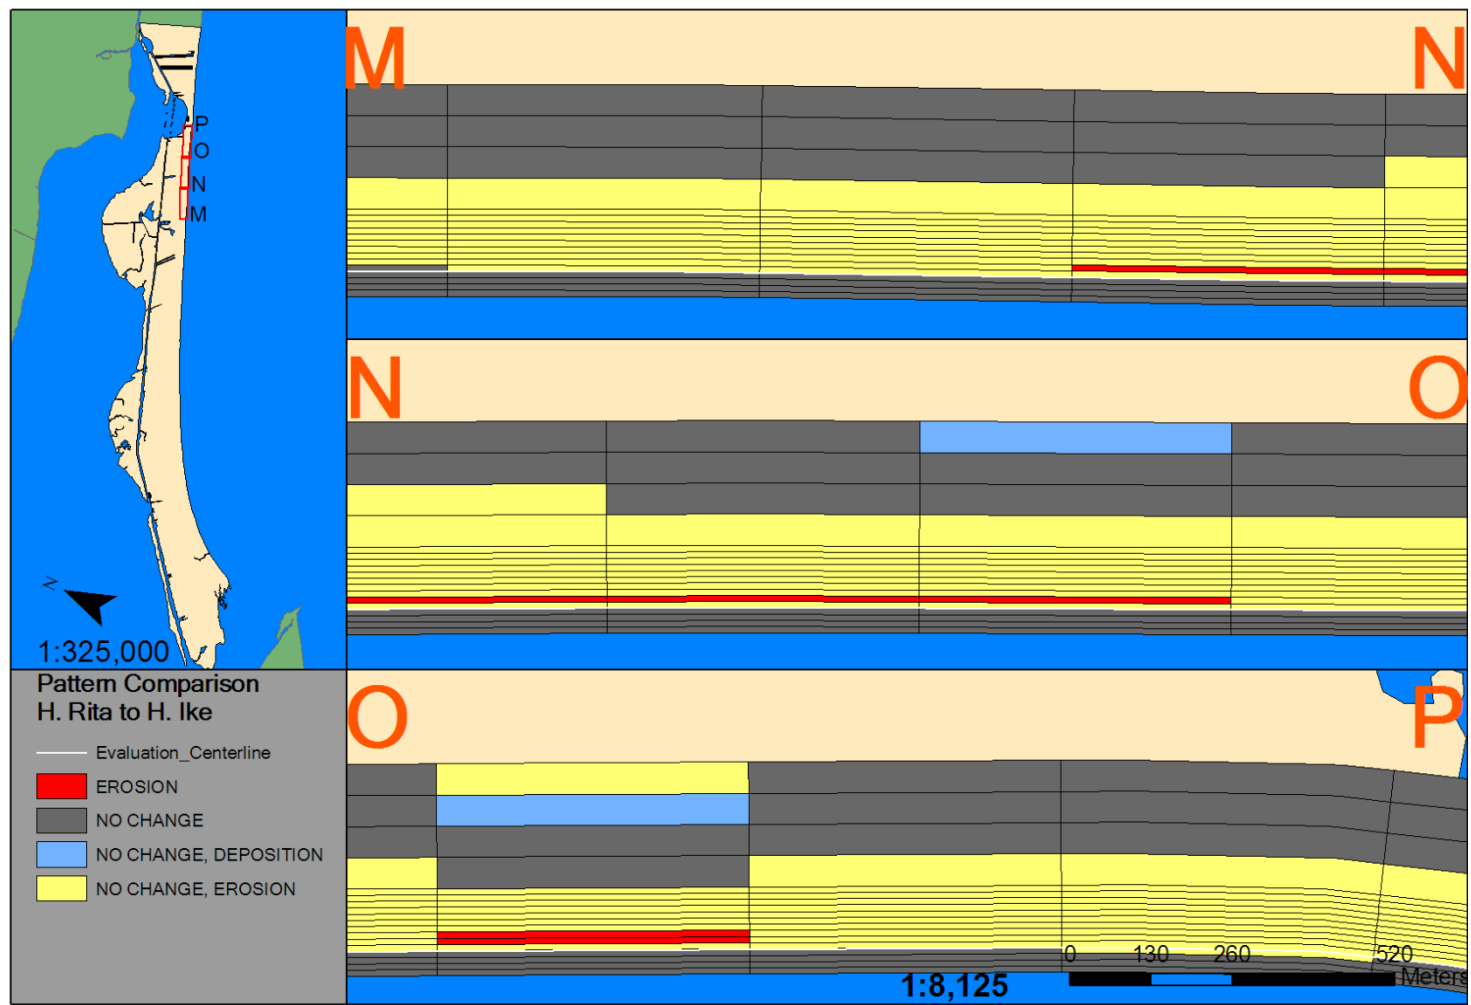 M
N
P
O
N
M
N
O
N
1:325,000
Pattern Comparison
H. Rita to H. Ike
Evaluation_Centerline
EROSION
NO CHANGE
NO CHANGE, DEPOSITION
NO CHANGE, EROSION
O
P
0 130 260 520
Meters
1:8,125